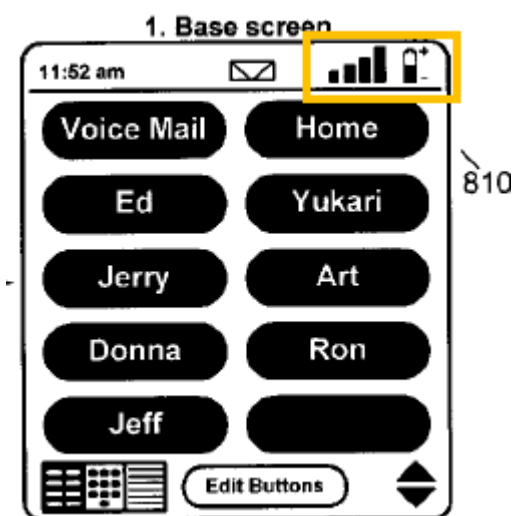 1. Base screen
11:52 am
Voice Mail Home
Ed Yukari
810
Jerry Art
Donna Ron
Jeff
Edit Buttons